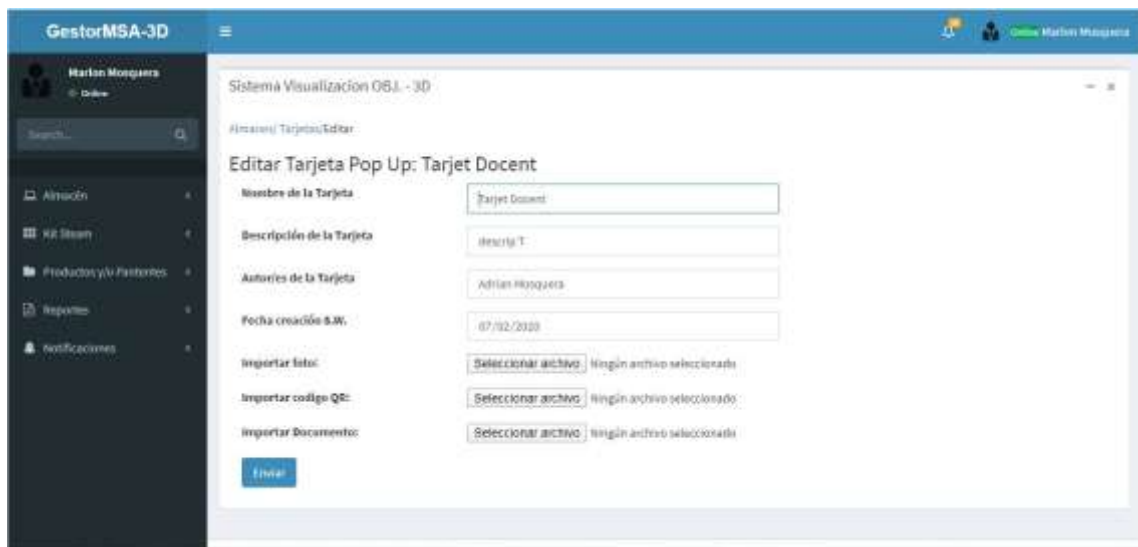 GestorMSA-3D
Online Marlon Mosquera
Marlon Mosquera
Online
Search...
Sistema Visualizacion OBJ. - 3D
Almacen/ Tarjetas/Editar
Editar Tarjeta Pop Up: Tarjet Docent
Almacén
Kit Steam
Productos y/o Pantentes
Reportes
Notificaciones
Nombre de la Tarjeta
Tarjet Docent
Descripción de la Tarjeta
descrip T
Autor/es de la Tarjeta
Adrian Mosquera
Fecha creación S.W.
07/02/2020
Importar foto:
Seleccionar archivo Ningún archivo seleccionado
Importar codigo QR:
Seleccionar archivo Ningún archivo seleccionado
Importar Documento:
Seleccionar archivo Ningún archivo seleccionado
Enviar